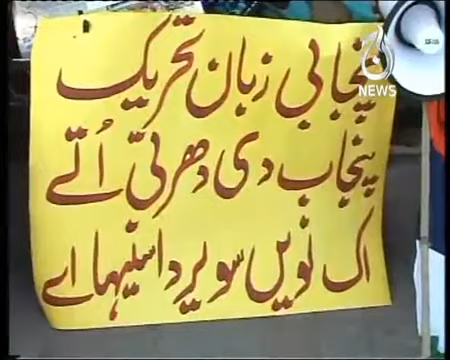 NEWS
پنجابی زبان تحریک
پنجاب دی دھرتی اُتے
اک نویں سویر دا سنیہا اے